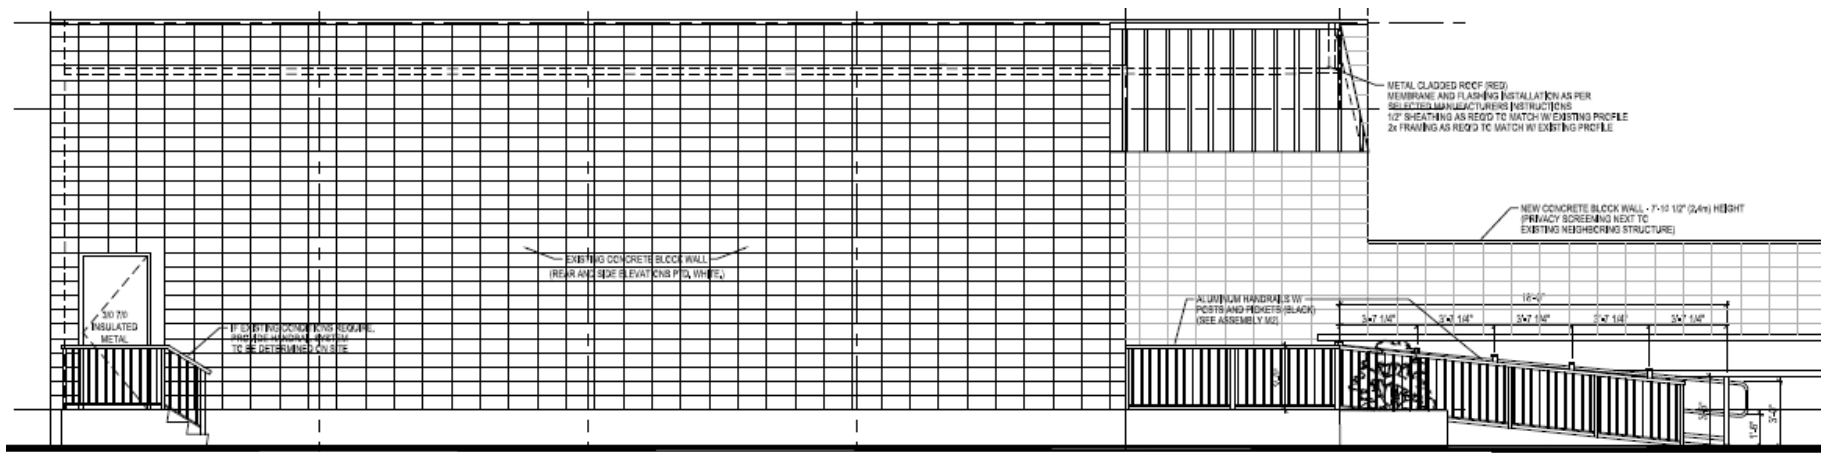 METAL CLADDED ROOF (RED)
MEMBRANE AND FLASHING INSTALLATION AS PER
SELECTED MANUFACTURERS INSTRUCTIONS
1/2" SHEATHING AS REQ'D TO MATCH W/ EXISTING PROFILE
2x FRAMING AS REQ'D TO MATCH W/ EXISTING PROFILE
NEW CONCRETE BLOCK WALL - 7'-10 1/2" (2.4m) HEIGHT
(PRIVACY SCREENING NEXT TO
EXISTING NEIGHBORING STRUCTURE)
EXISTING CONCRETE BLOCK WALL
(REAR AND SIDE ELEVATIONS PTD. WHITE.)
3/0 7/0
INSULATED
METAL
IF EXISTING CONDITIONS REQUIRE,
PROVIDE HANDRAIL SYSTEM
TO BE DETERMINED ON SITE
ALUMINUM HANDRAILS W/
POSTS AND PICKETS (BLACK)
(SEE ASSEMBLY M2)
3'-7 1/4" 3'-7 1/4" 3'-7 1/4" 3'-7 1/4" 3'-7 1/4"
1'-6"
3'-0"